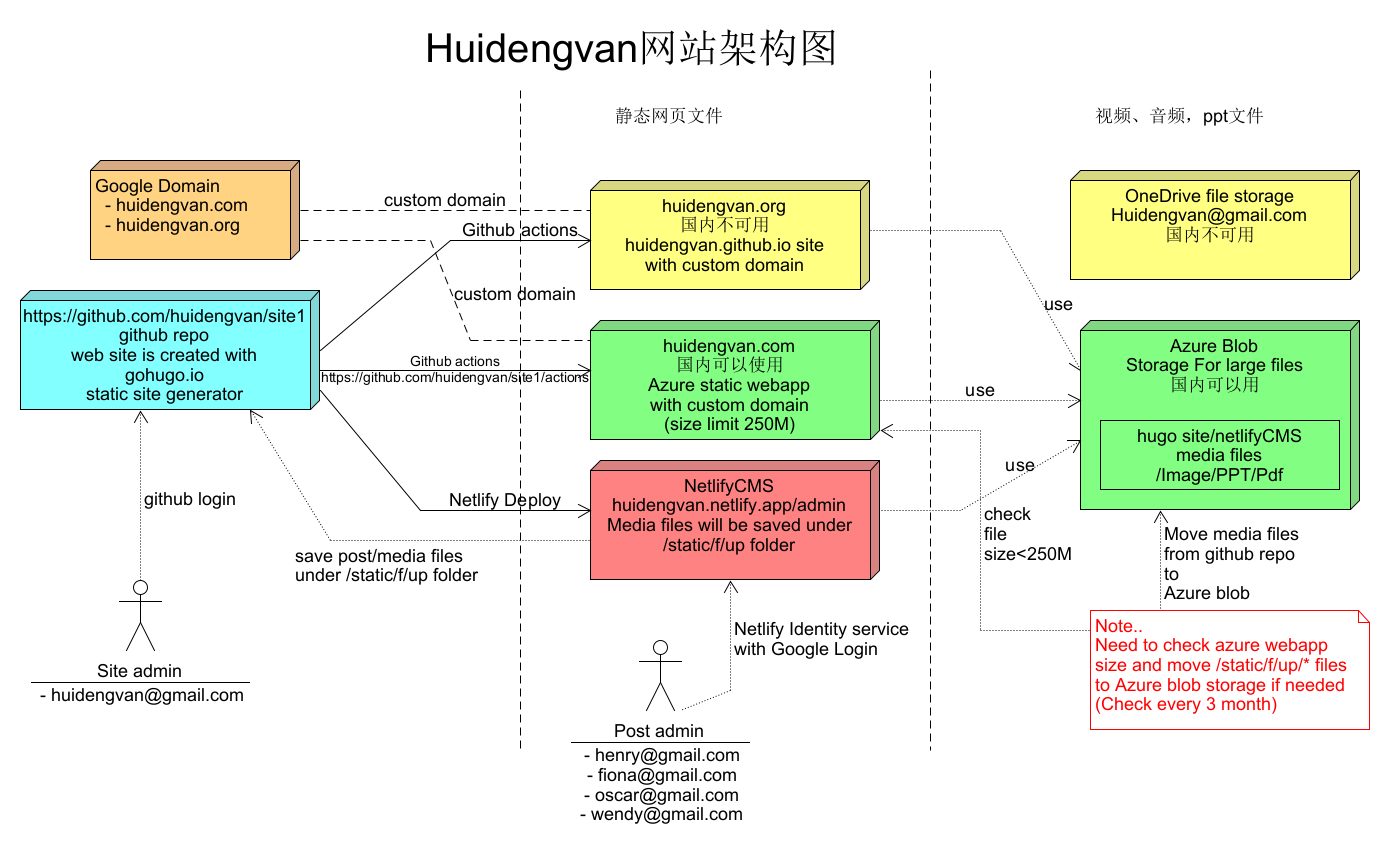 Huidengvan网站架构图
静态网页文件
视频、音频，ppt文件
Google Domain
- huidengvan.com
- huidengvan.org
custom domain
Github actions
custom domain
huidengvan.org
国内不可用
huidengvan.github.io site
with custom domain
OneDrive file storage
Huidengvan@gmail.com
国内不可用
https://github.com/huidengvan/site1
github repo
web site is created with
gohugo.io
static site generator
Github actions
https://github.com/huidengvan/site1/actions
huidengvan.com
国内可以使用
Azure static webapp
with custom domain
(size limit 250M)
use
use
use
Azure Blob
Storage For large files
国内可以用
hugo site/netlifyCMS
media files
/Image/PPT/Pdf
github login
Netlify Deploy
save post/media files
under /static/f/up folder
NetlifyCMS
huidengvan.netlify.app/admin
Media files will be saved under
/static/f/up folder
check
file
size<250M
Move media files
from github repo
to
Azure blob
Site admin
- huidengvan@gmail.com
Netlify Identity service
with Google Login
Post admin
- henry@gmail.com
- fiona@gmail.com
- oscar@gmail.com
- wendy@gmail.com
Note..
Need to check azure webapp
size and move /static/f/up/* files
to Azure blob storage if needed
(Check every 3 month)